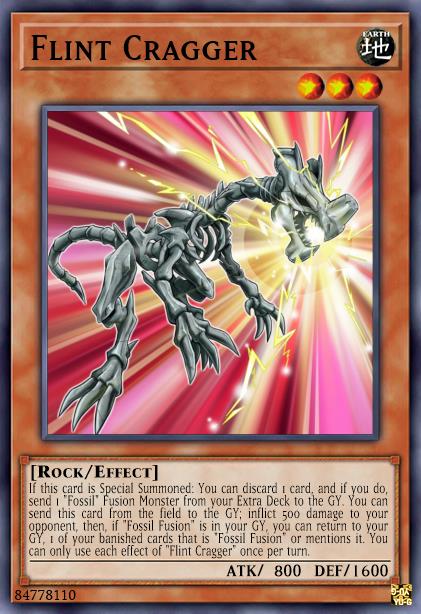 FLINT CRAGGER
EARTH
地
[ROCK/EFFECT]
If this card is Special Summoned: You can discard 1 card, and if you do,
send 1 "Fossil" Fusion Monster from your Extra Deck to the GY. You can
send this card from the field to the GY; inflict 500 damage to your
opponent, then, if "Fossil Fusion" is in your GY, you can return to your
GY, 1 of your banished cards that is "Fossil Fusion" or mentions it. You
can only use each effect of "Flint Cragger" once per turn.
ATK/ 800 DEF/1600
84778110